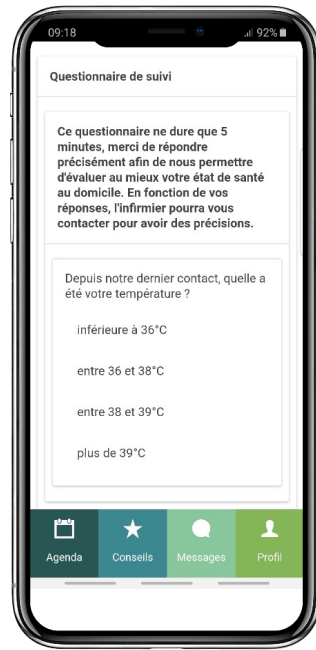 09:18
92%
Questionnaire de suivi
Ce questionnaire ne dure que 5
minutes, merci de répondre
précisément afin de nous permettre
d'évaluer au mieux votre état de santé
au domicile. En fonction de vos
réponses, l'infirmier pourra vous
contacter pour avoir des précisions.
Depuis notre dernier contact, quelle a
été votre température ?
inférieure à 36°C
entre 36 et 38°C
entre 38 et 39°C
plus de 39°C
Agenda Conseils Messages Profil